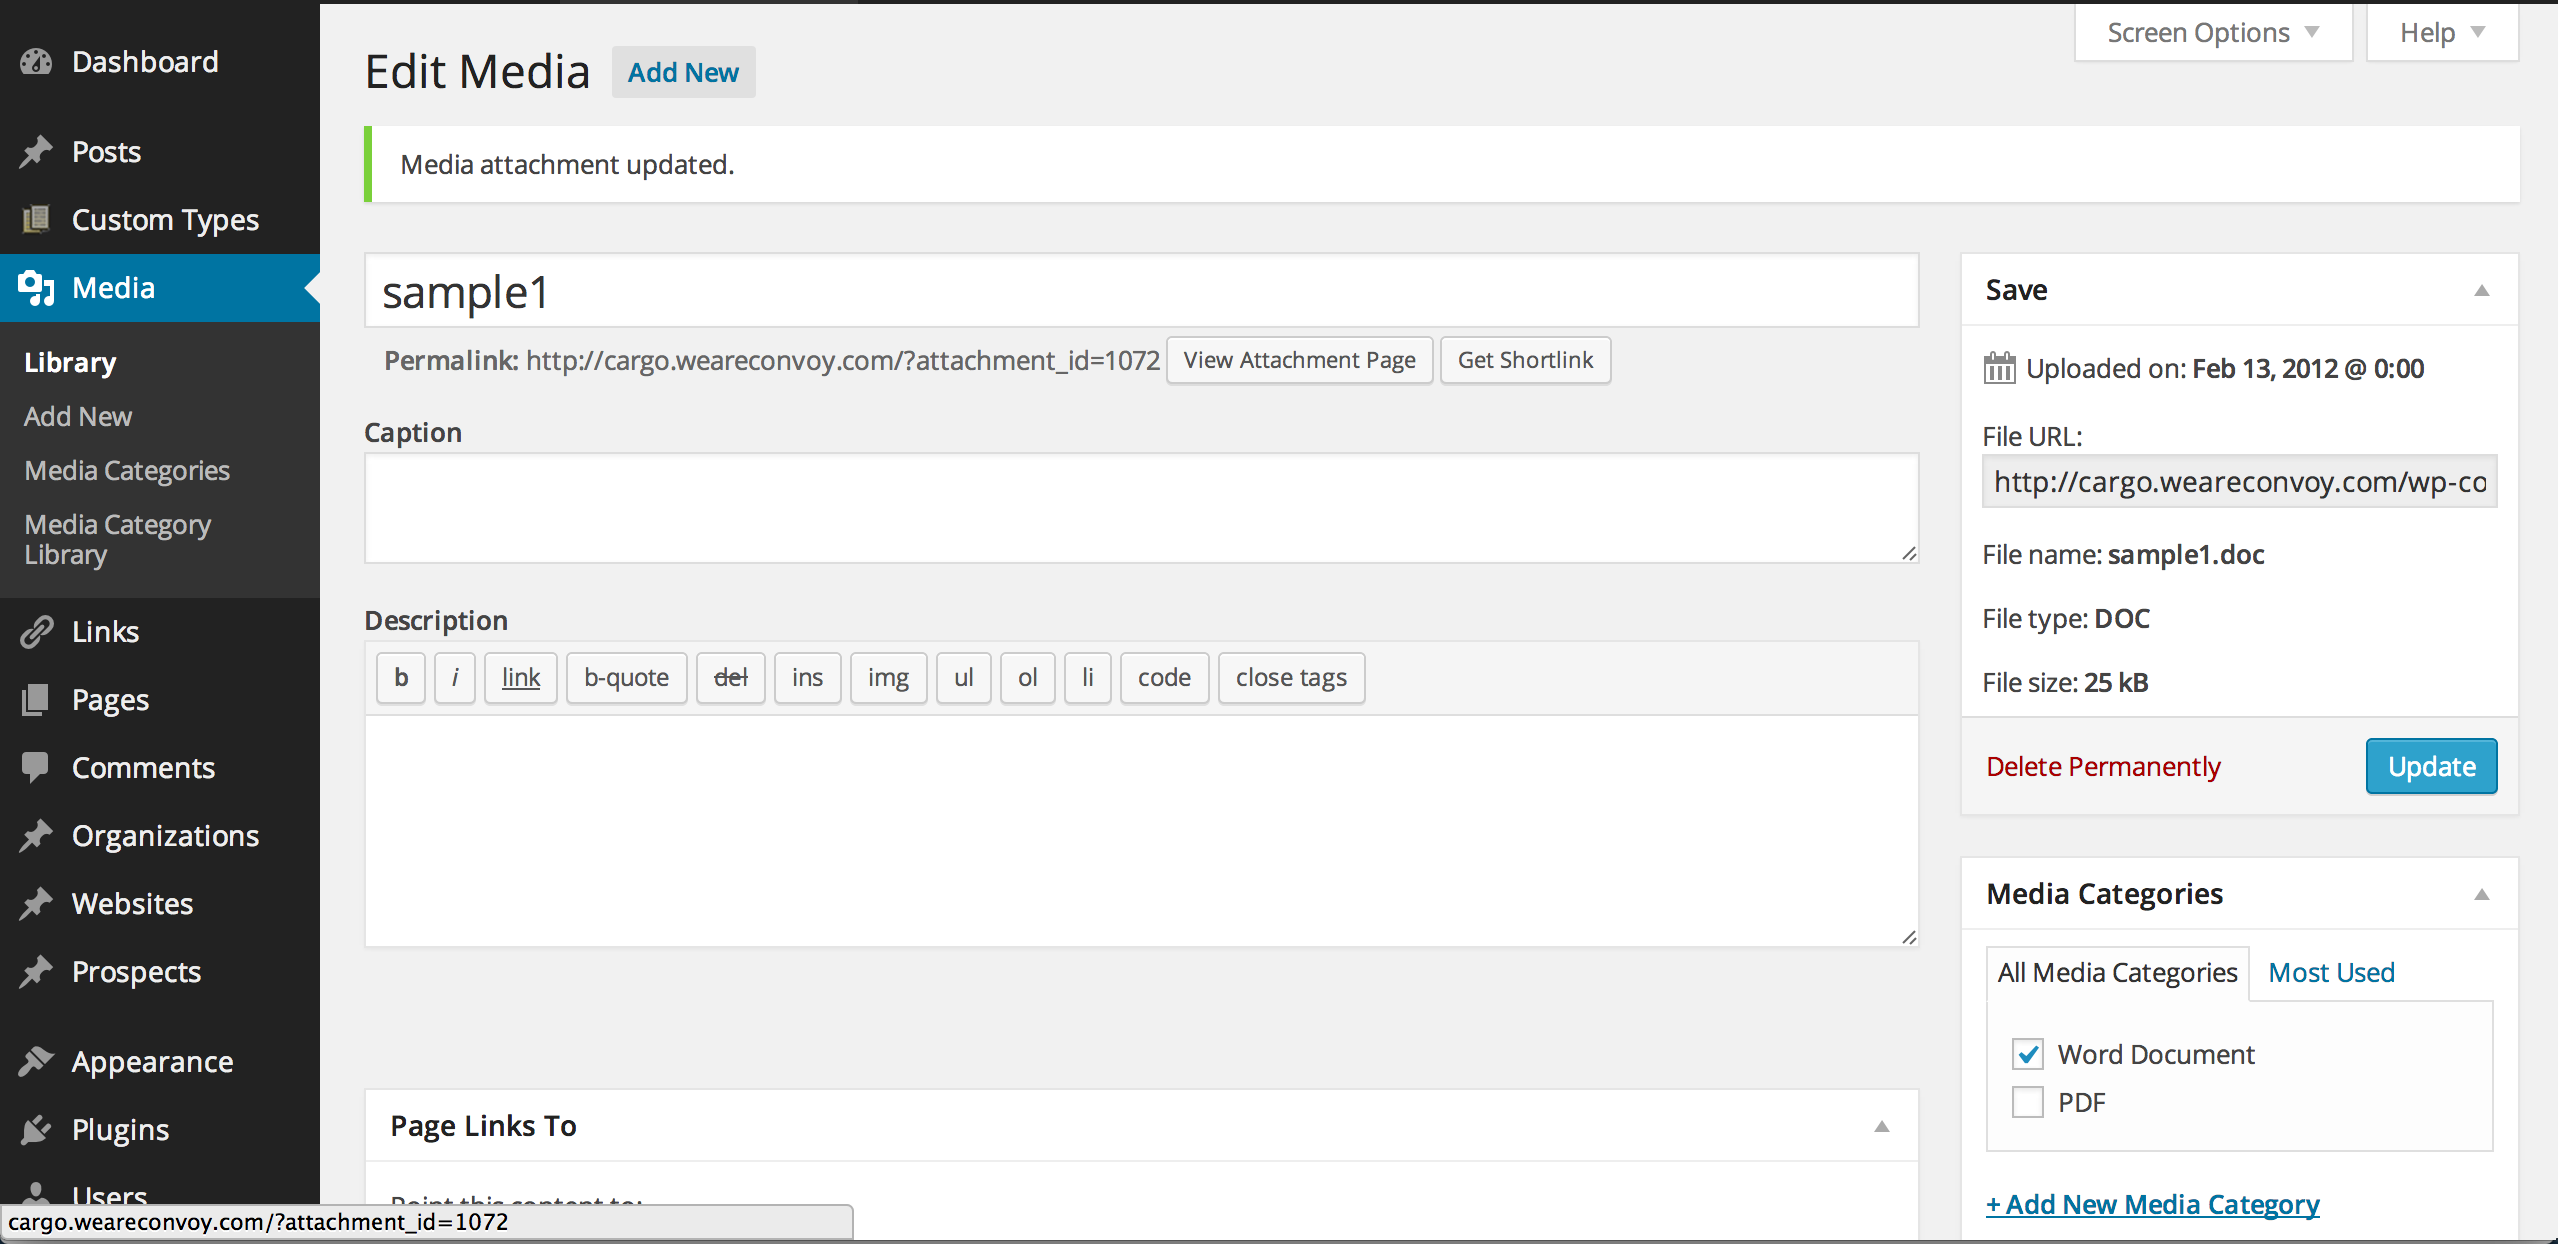 Dashboard
Posts
Custom Types
Media
Library
Add New
Media Categories
Media Category
Library
Links
Pages
Comments
Organizations
Websites
Prospects
Appearance
Plugins
Users
cargo.weareconvoy.com/?attachment_id=1072
Screen Options
Help
Edit Media
Add New
Media attachment updated.
sample1
Permalink: http://cargo.weareconvoy.com/?attachment_id=1072 View Attachment Page Get Shortlink
Caption
Description
b i link b-quote del ins img ul ol li code close tags
Page Links To
Point this content to:
Save
Uploaded on: Feb 13, 2012 @ 0:00
File URL:
http://cargo.weareconvoy.com/wp-co
File name: sample1.doc
File type: DOC
File size: 25 kB
Delete Permanently
Update
Media Categories
All Media Categories Most Used
Word Document
PDF
+ Add New Media Category